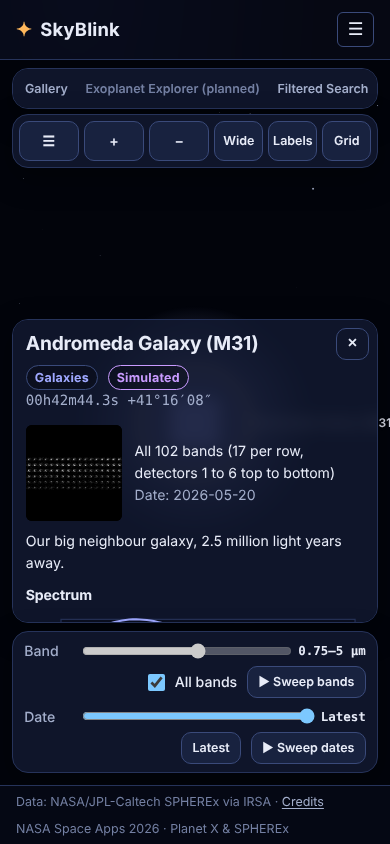 ✦ SkyBlink ☰
Gallery Exoplanet Explorer (planned) Filtered Search
☰ + − Wide Labels Grid
Andromeda Galaxy (M31) ×
Galaxies Simulated
00h42m44.3s +41°16′08″
31
All 102 bands (17 per row,
detectors 1 to 6 top to bottom)
Date: 2026-05-20
Our big neighbour galaxy, 2.5 million light years
away.
Spectrum
Band 0.75–5 µm
All bands ▶ Sweep bands
Date Latest
Latest ▶ Sweep dates
Data: NASA/JPL-Caltech SPHEREx via IRSA · Credits
NASA Space Apps 2026 · Planet X & SPHEREx